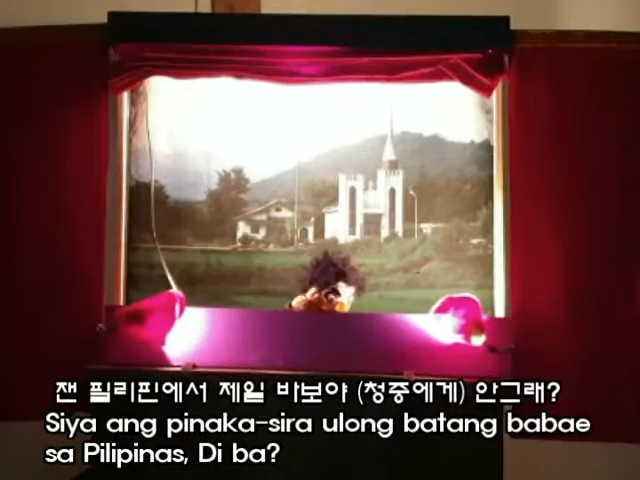 잰 필리핀에서 제일 바보야 (청중에게) 안그래?
Siya ang pinaka-sira ulong batang babae
sa Pilipinas, Di ba?